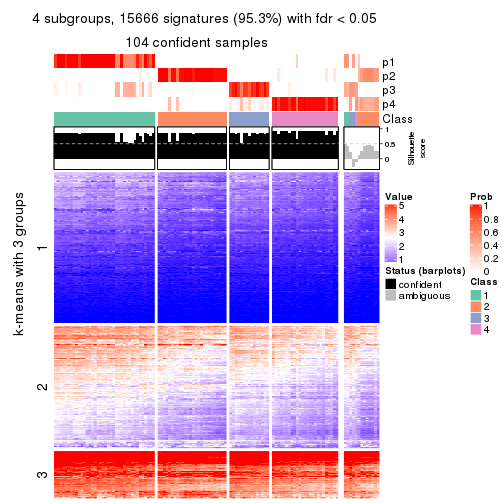 4 subgroups, 15666 signatures (95.3%) with fdr < 0.05
104 confident samples
p1
p2
p3
p4
Class
1
0.5
0
Silhouette
score
k-means with 3 groups
1
2
3
Value
5
4
3
2
1
Status (barplots)
confident
ambiguous
Prob
1
0.8
0.6
0.4
0.2
0
Class
1
2
3
4